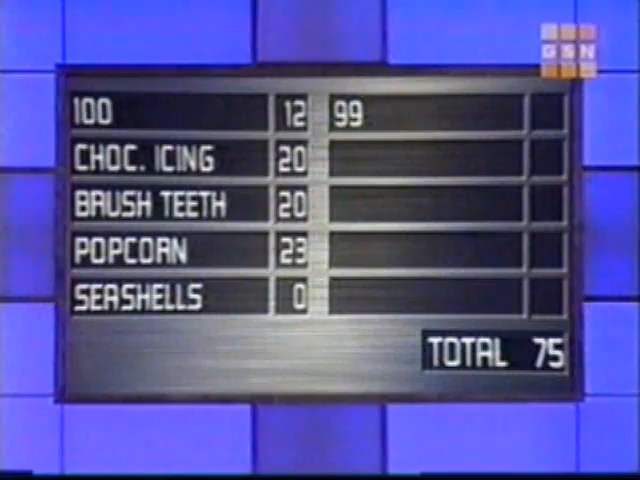 GSN
100 12 99
CHOC. ICING 20
BRUSH TEETH 20
POPCORN 23
SEASHELLS 0
TOTAL 75